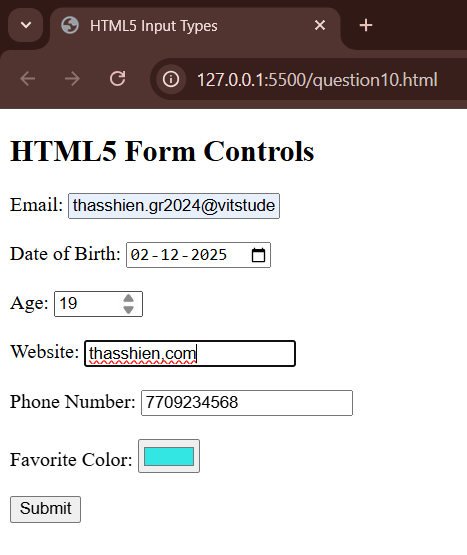 HTML5 Input Types
127.0.0.1:5500/question10.html
HTML5 Form Controls
Email: thasshien.gr2024@vitstude
Date of Birth: 02-12-2025
Age: 19
Website: thasshien.com
Phone Number: 7709234568
Favorite Color:
Submit